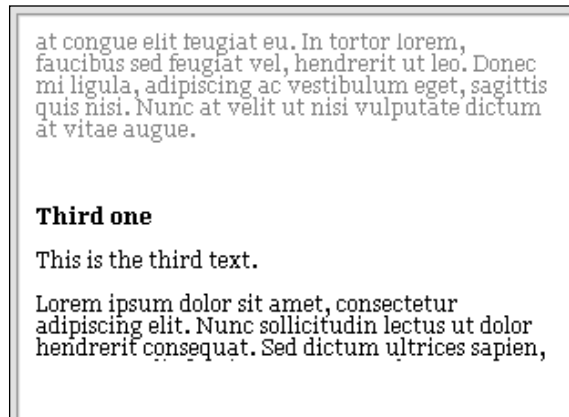 at congue elit feugiat eu. In tortor lorem,
faucibus sed feugiat vel, hendrerit ut leo. Donec
mi ligula, adipiscing ac vestibulum eget, sagittis
quis nisi. Nunc at velit ut nisi vulputate dictum
at vitae augue.
Third one
This is the third text.
Lorem ipsum dolor sit amet, consectetur
adipiscing elit. Nunc sollicitudin lectus ut dolor
hendrerit consequat. Sed dictum ultrices sapien,